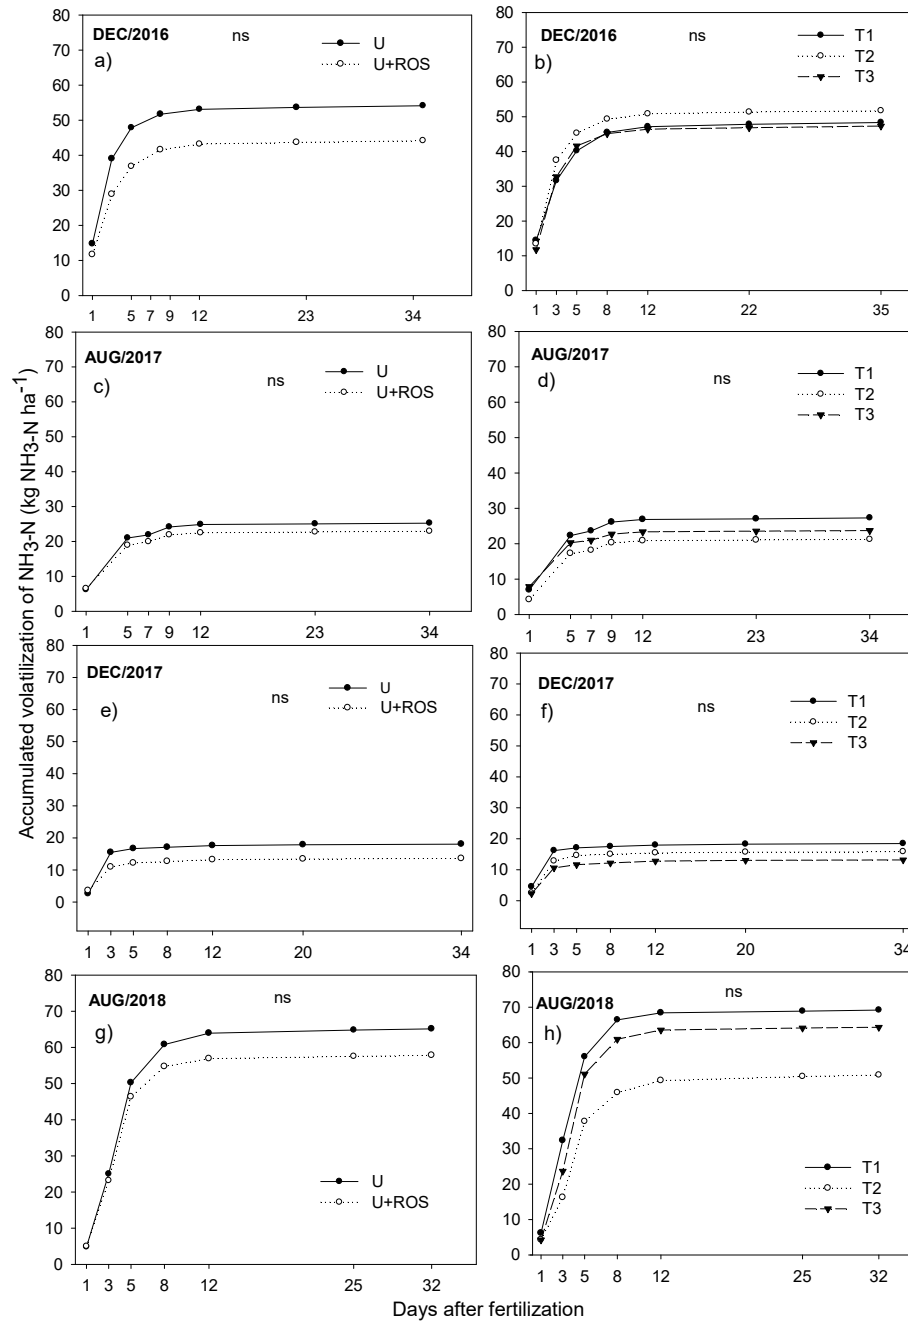 Accumulated volatilization of NH3-N (kg NH3-N ha⁻¹)
DEC/2016
ns
a)
U
U+ROS
80
70
60
50
40
30
20
10
0
1 5 7 9 12 23 34
DEC/2016
ns
b)
T1
T2
T3
80
70
60
50
40
30
20
10
0
1 3 5 8 12 22 35
AUG/2017
ns
c)
U
U+ROS
80
70
60
50
40
30
20
10
0
1 5 7 9 12 23 34
AUG/2017
ns
d)
T1
T2
T3
80
70
60
50
40
30
20
10
0
1 5 7 9 12 23 34
DEC/2017
ns
e)
U
U+ROS
80
70
60
50
40
30
20
10
0
1 3 5 8 12 20 34
DEC/2017
ns
f)
T1
T2
T3
80
70
60
50
40
30
20
10
0
1 3 5 8 12 20 34
AUG/2018
ns
g)
U
U+ROS
80
70
60
50
40
30
20
10
0
1 3 5 8 12 25 32
AUG/2018
ns
h)
T1
T2
T3
80
70
60
50
40
30
20
10
0
1 3 5 8 12 25 32
Days after fertilization